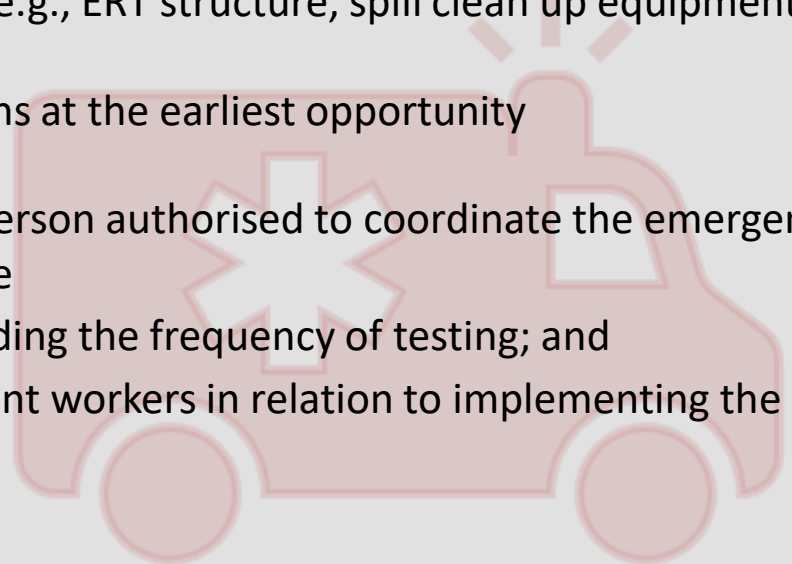 e.g., ERT structure, spill clean up equipment
ns at the earliest opportunity
erson authorised to coordinate the emergen
e
ding the frequency of testing; and
nt workers in relation to implementing the